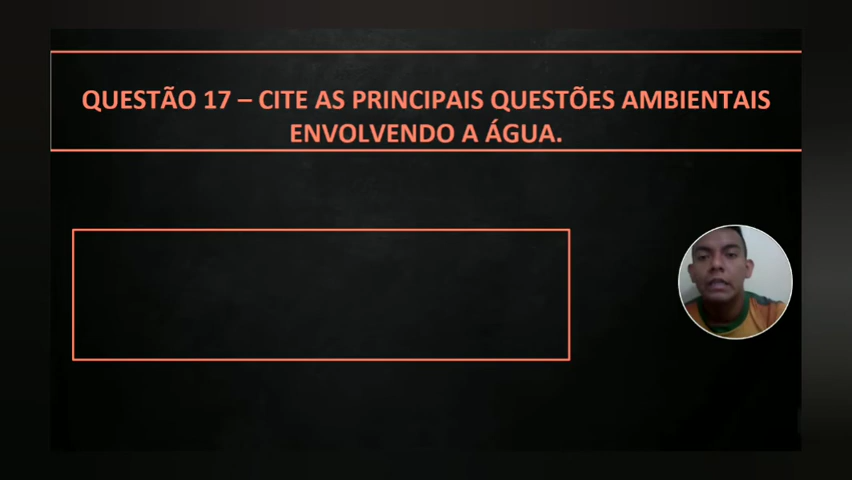 QUESTÃO 17 – CITE AS PRINCIPAIS QUESTÕES AMBIENTAIS
ENVOLVENDO A ÁGUA.